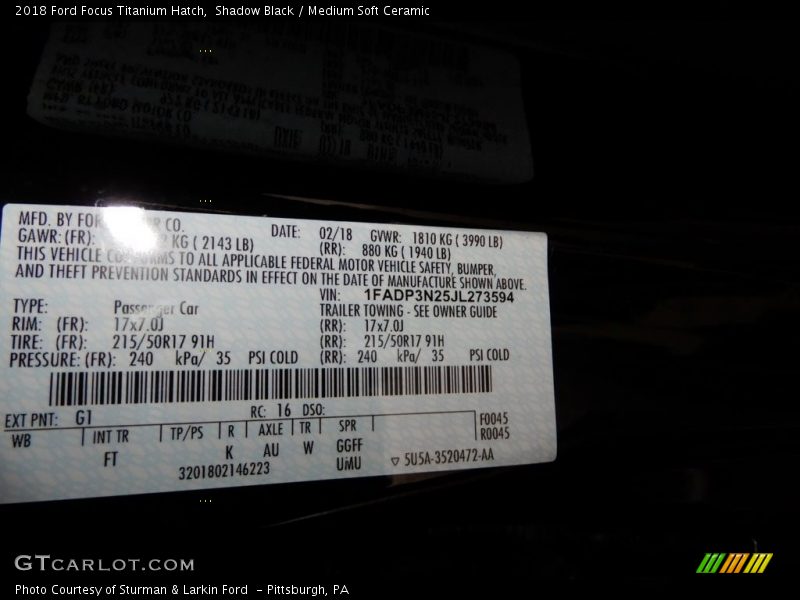 2018 Ford Focus Titanium Hatch,  Shadow Black / Medium Soft Ceramic
MFD. BY CO.
DATE: 02/18 GVWR: 1810 KG ( 3990 LB)
GAWR: (FR): KG ( 2143 LB) (RR): 880 KG ( 1940 LB)
THIS VEHICLE CONFORMS TO ALL APPLICABLE FEDERAL MOTOR VEHICLE SAFETY, BUMPER,
AND THEFT PREVENTION STANDARDS IN EFFECT ON THE DATE OF MANUFACTURE SHOWN ABOVE.
VIN: 1FADP3N25JL273594
TYPE: Passenger Car TRAILER TOWING - SEE OWNER GUIDE
RIM: (FR): 17x7.0J (RR): 17x7.0J
TIRE: (FR): 215/50R17 91H (RR): 215/50R17 91H
PRESSURE: (FR): 240 kPa/ 35 PSI COLD (RR): 240 kPa/ 35 PSI COLD
EXT PNT: G1 RC: 16 DSO: F0045
WB INT TR TP/PS R AXLE TR SPR R0045
FT K AU W GGFF
3201802146223 UMU ▽ 5U5A-3520472-AA
GTCARLOT.COM
Photo Courtesy of Sturman & Larkin Ford  - Pittsburgh, PA